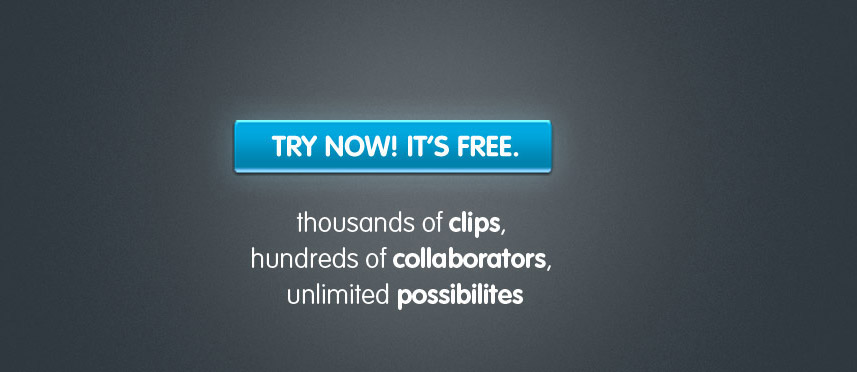 TRY NOW! IT'S FREE.
thousands of clips,
hundreds of collaborators,
unlimited possibilites